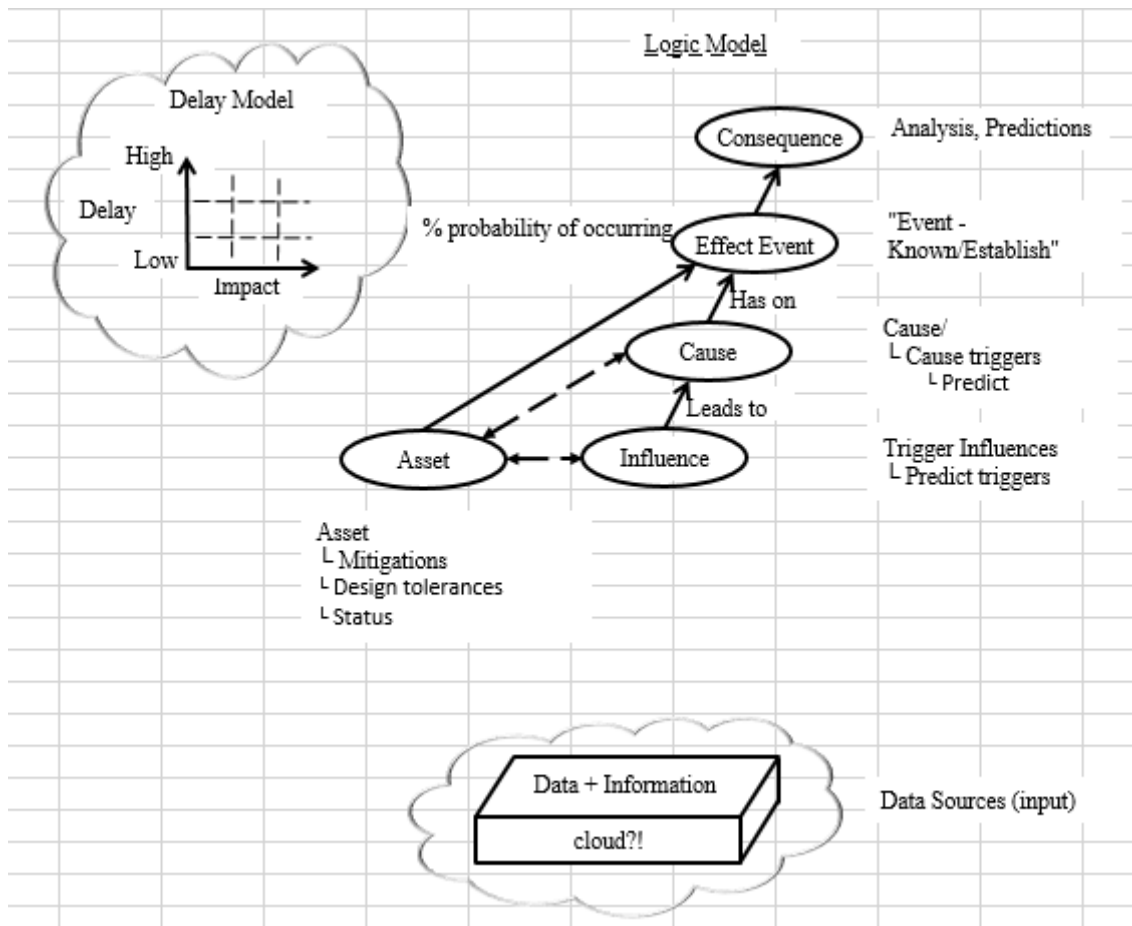 Logic Model
Delay Model
High
Delay
Low
Impact
Consequence
Analysis, Predictions
% probability of occurring
Effect Event
"Event -
Known/Establish"
Has on
Cause
Cause/
└ Cause triggers
└ Predict
Leads to
Asset
Influence
Trigger Influences
└ Predict triggers
Asset
└ Mitigations
└ Design tolerances
└ Status
Data + Information
cloud?!
Data Sources (input)